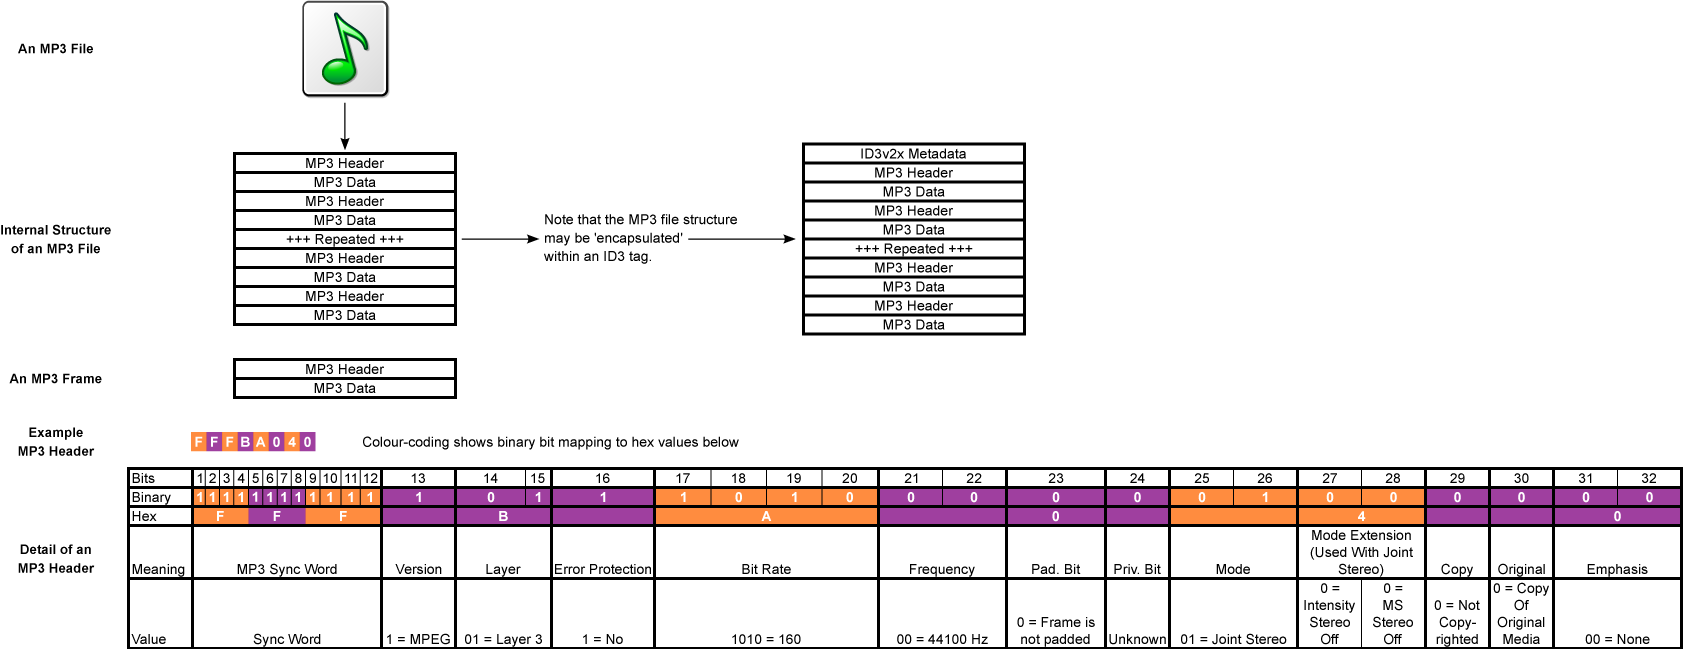 An MP3 File
MP3 Header
MP3 Data
MP3 Header
MP3 Data
+++ Repeated +++
MP3 Header
MP3 Data
MP3 Header
MP3 Data
Internal Structure
of an MP3 File
Note that the MP3 file structure
may be 'encapsulated'
within an ID3 tag.
ID3v2x Metadata
MP3 Header
MP3 Data
MP3 Header
MP3 Data
+++ Repeated +++
MP3 Header
MP3 Data
MP3 Header
MP3 Data
An MP3 Frame
MP3 Header
MP3 Data
Example
MP3 Header
F F F B A 0 4 0
Colour-coding shows binary bit mapping to hex values below
Detail of an
MP3 Header
Bits 1 2 3 4 5 6 7 8 9 10 11 12 13 14 15 16 17 18 19 20 21 22 23 24 25 26 27 28 29 30 31 32
Binary 1 1 1 1 1 1 1 1 1 1 1 1 1 0 1 1 1 0 1 0 0 0 0 0 0 1 0 0 0 0 0 0
Hex F F F B A 0 4 0
Meaning MP3 Sync Word Version Layer Error Protection Bit Rate Frequency Pad. Bit Priv. Bit Mode
Mode Extension
(Used With Joint
Stereo)
Copy Original Emphasis
Value Sync Word 1 = MPEG 01 = Layer 3 1 = No 1010 = 160 00 = 44100 Hz
0 = Frame is
not padded
Unknown 01 = Joint Stereo
0 =
Intensity
Stereo
Off
0 =
MS
Stereo
Off
0 = Not
Copy-
righted
0 = Copy
Of
Original
Media
00 = None